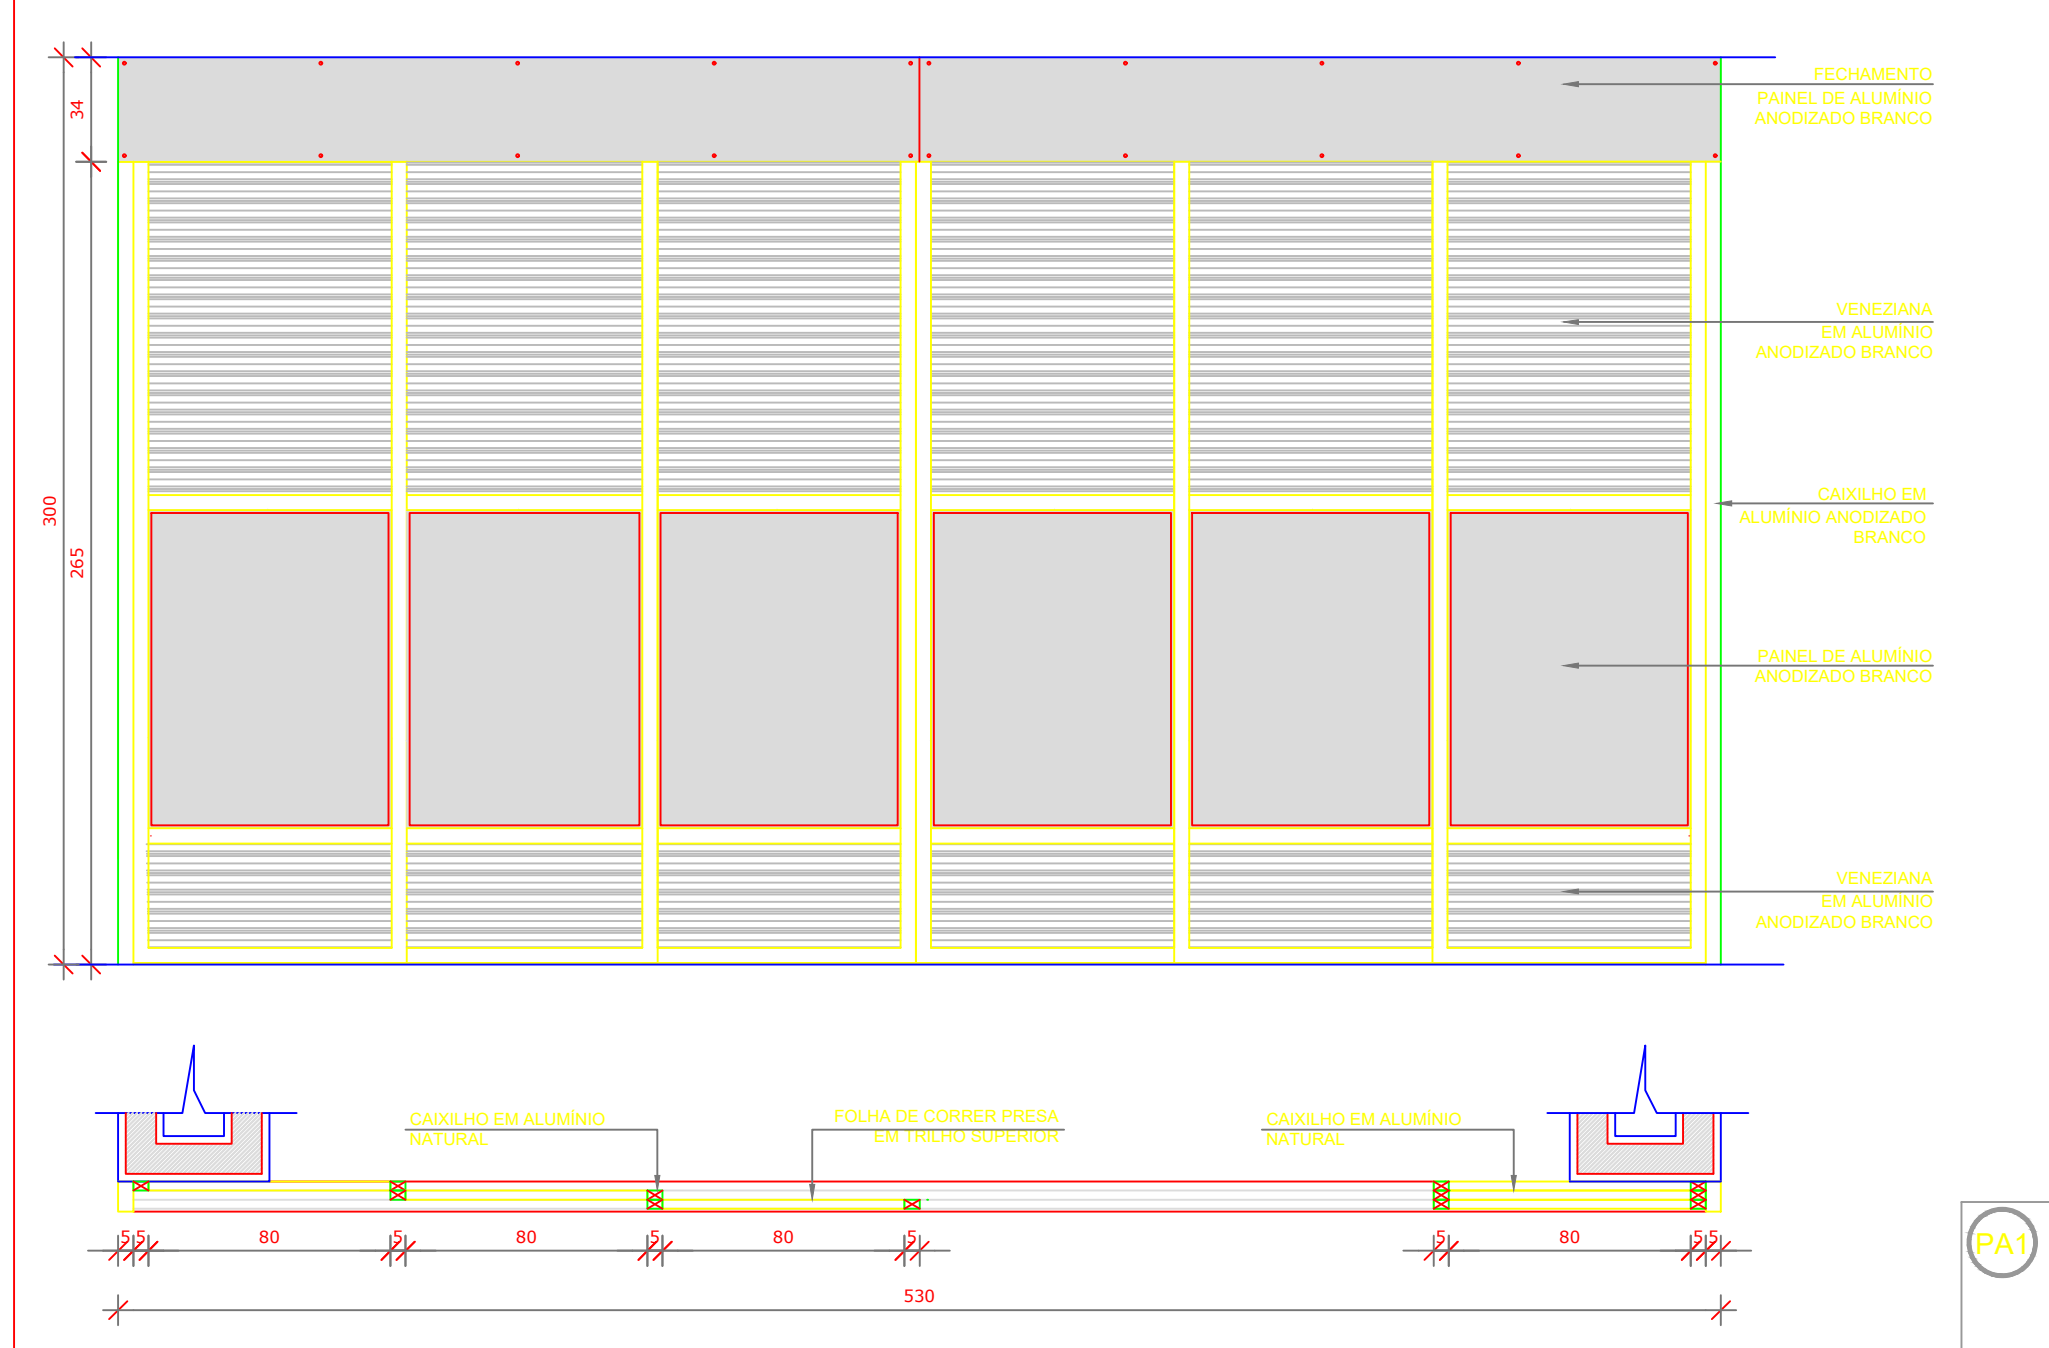 FECHAMENTO
PAINEL DE ALUMÍNIO
ANODIZADO BRANCO
34
VENEZIANA
EM ALUMÍNIO
ANODIZADO BRANCO
300
265
CAIXILHO EM
ALUMÍNIO ANODIZADO
BRANCO
PAINEL DE ALUMÍNIO
ANODIZADO BRANCO
VENEZIANA
EM ALUMÍNIO
ANODIZADO BRANCO
CAIXILHO EM ALUMÍNIO
NATURAL
FOLHA DE CORRER PRESA
EM TRILHO SUPERIOR
CAIXILHO EM ALUMÍNIO
NATURAL
5 5 80 5 80 5 80 5 5 80 5 5
530
PA1